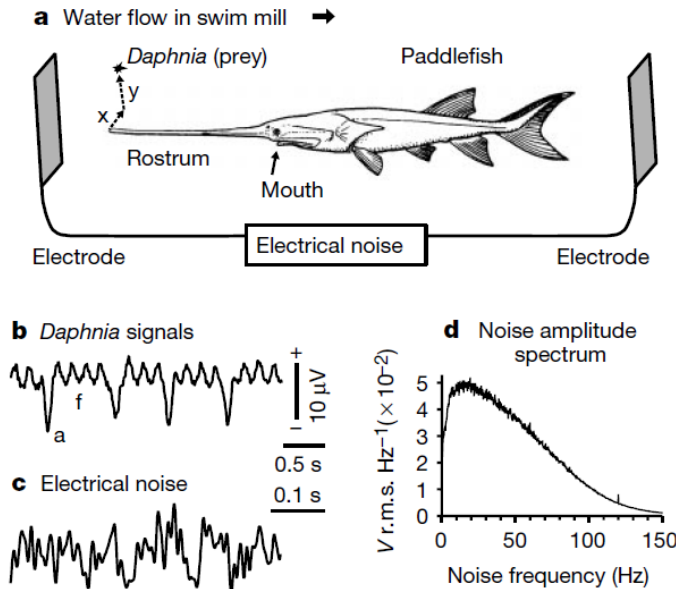 a Water flow in swim mill →
Daphnia (prey)
Paddlefish
y
x
Rostrum
Mouth
Electrical noise
Electrode
Electrode
b Daphnia signals
f
a
+
10 μV
−
0.5 s
0.1 s
c Electrical noise
d Noise amplitude
spectrum
V r.m.s. Hz⁻¹ (×10⁻²)
5
4
3
2
1
0
0 50 100 150
Noise frequency (Hz)